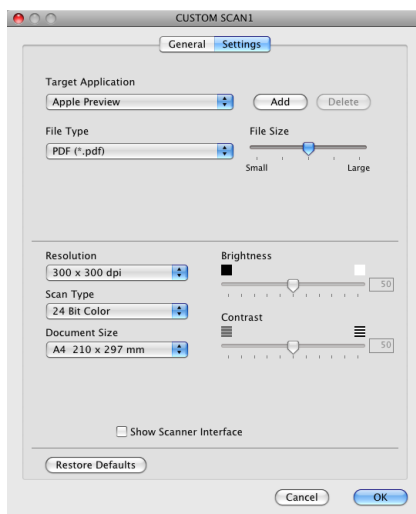 CUSTOM SCAN1
General Settings
Target Application
Apple Preview
Add
Delete
File Type
File Size
PDF (*.pdf)
Small
Large
Resolution
Brightness
300 x 300 dpi
50
Scan Type
24 Bit Color
Contrast
Document Size
A4 210 x 297 mm
50
Show Scanner Interface
Restore Defaults
Cancel
OK